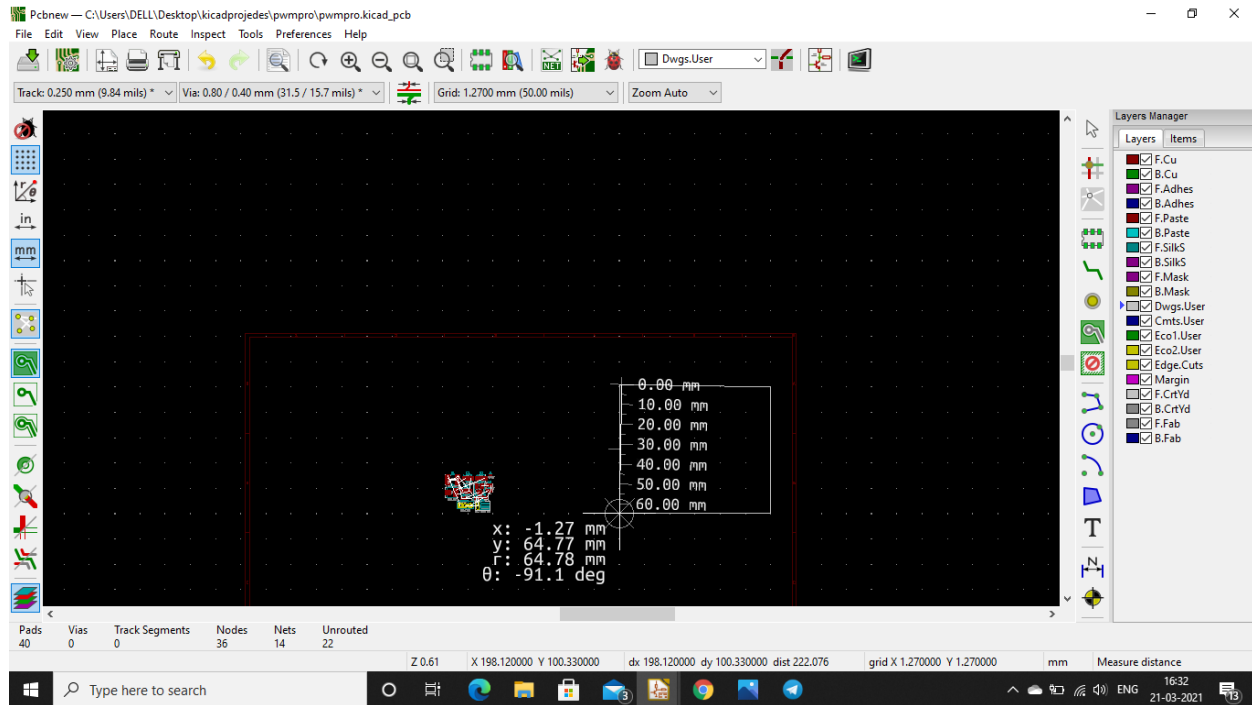 Pcbnew — C:\Users\DELL\Desktop\kicadprojedes\pwmpro\pwmpro.kicad_pcb
File Edit View Place Route Inspect Tools Preferences Help
NET
Dwgs.User
Track: 0.250 mm (9.84 mils) * Via: 0.80 / 0.40 mm (31.5 / 15.7 mils) * Grid: 1.2700 mm (50.00 mils) Zoom Auto
Layers Manager
Layers Items
F.Cu
B.Cu
F.Adhes
B.Adhes
F.Paste
B.Paste
F.SilkS
B.SilkS
F.Mask
B.Mask
Dwgs.User
Cmts.User
Eco1.User
Eco2.User
Edge.Cuts
Margin
F.CrtYd
B.CrtYd
F.Fab
B.Fab
in
mm
0.00 mm
10.00 mm
20.00 mm
30.00 mm
40.00 mm
50.00 mm
60.00 mm
x: -1.27 mm
y: 64.77 mm
r: 64.78 mm
θ: -91.1 deg
T
N
Pads Vias Track Segments Nodes Nets Unrouted
40 0 0 36 14 22
Z 0.61 X 198.120000 Y 100.330000 dx 198.120000 dy 100.330000 dist 222.076 grid X 1.270000 Y 1.270000 mm Measure distance
Type here to search
3
ENG
16:32
21-03-2021
13